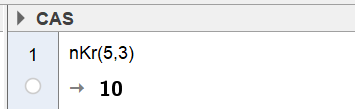 CAS
1 nKr(5,3)
→ 10